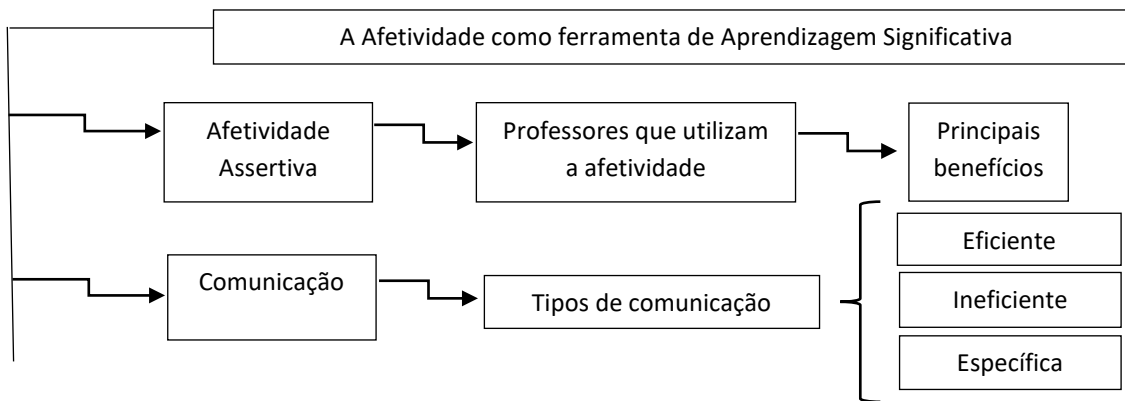 A Afetividade como ferramenta de Aprendizagem Significativa
Afetividade
Assertiva
Professores que utilizam
a afetividade
Principais
benefícios
Comunicação
Tipos de comunicação
Eficiente
Ineficiente
Específica